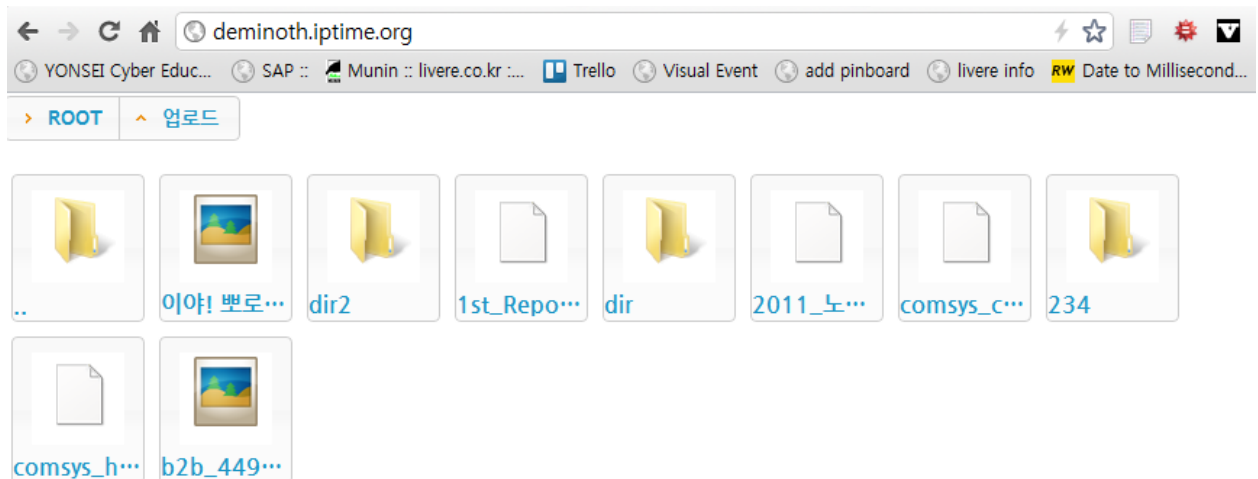 deminoth.iptime.org
YONSEI Cyber Educ... SAP :: Munin :: livere.co.kr :... Trello Visual Event add pinboard livere info RW Date to Millisecond...
ROOT 업로드
.. 이야! 뽀로… dir2 1st_Repo… dir 2011_노… comsys_c… 234
comsys_h… b2b_449…